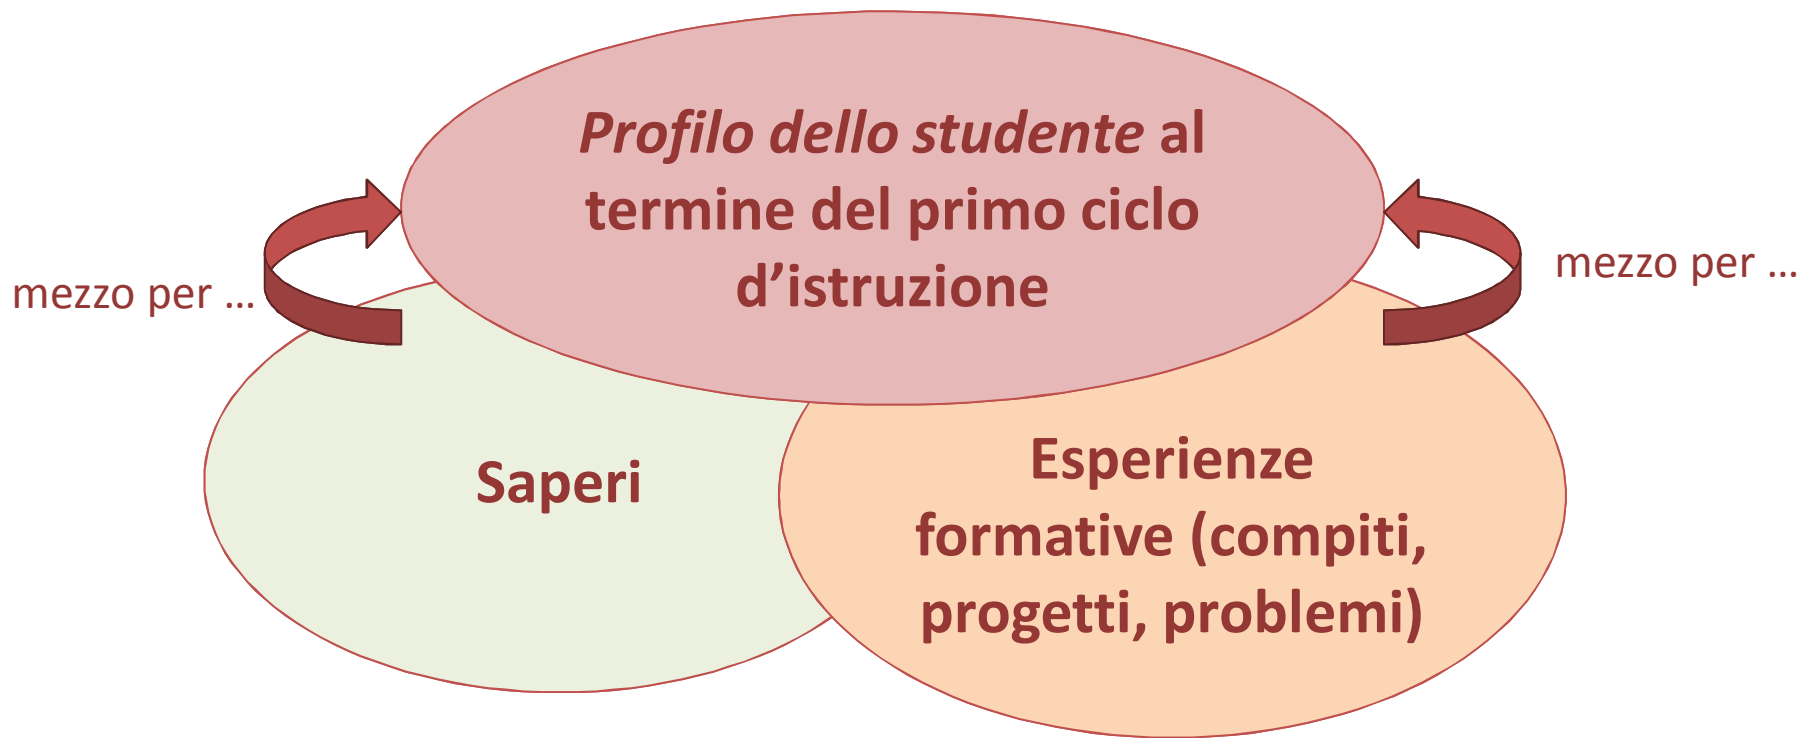 Profilo dello studente al
termine del primo ciclo
d’istruzione
mezzo per …
mezzo per …
Saperi
Esperienze
formative (compiti,
progetti, problemi)